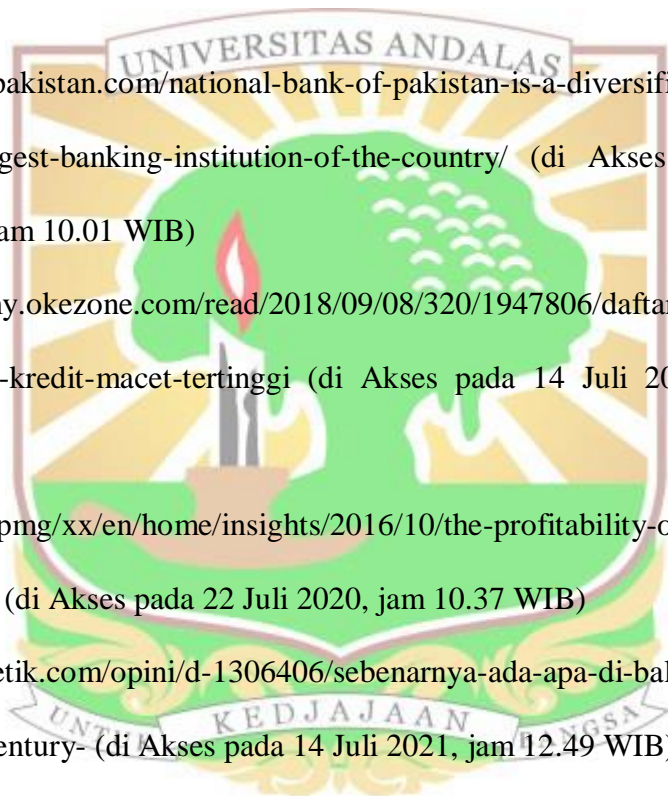 UNIVERSITAS ANDALAS
pakistan.com/national-bank-of-pakistan-is-a-diversifi
gest-banking-institution-of-the-country/ (di Akses
am 10.01 WIB)
ny.okezone.com/read/2018/09/08/320/1947806/daftar
-kredit-macet-tertinggi (di Akses pada 14 Juli 20
pmg/xx/en/home/insights/2016/10/the-profitability-o
(di Akses pada 22 Juli 2020, jam 10.37 WIB)
etik.com/opini/d-1306406/sebenarnya-ada-apa-di-bal
UNTUK KEDJAJAAN BANGSA
entury- (di Akses pada 14 Juli 2021, jam 12.49 WIB)